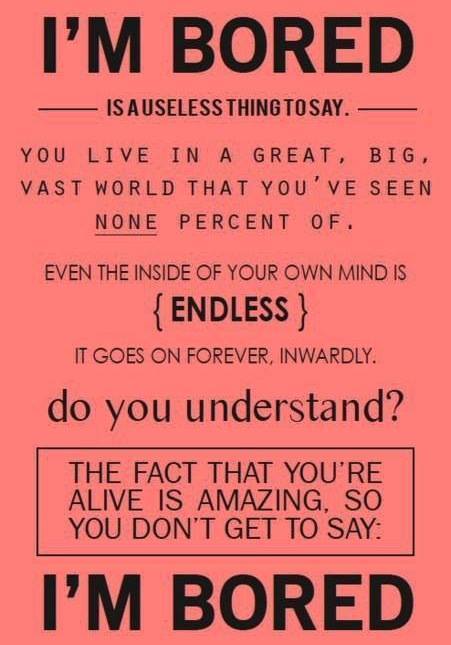 I'M BORED
IS A USELESS THING TO SAY.
YOU LIVE IN A GREAT, BIG,
VAST WORLD THAT YOU'VE SEEN
NONE PERCENT OF.
EVEN THE INSIDE OF YOUR OWN MIND IS
{ ENDLESS }
IT GOES ON FOREVER, INWARDLY.
do you understand?
THE FACT THAT YOU'RE
ALIVE IS AMAZING, SO
YOU DON'T GET TO SAY:
I'M BORED